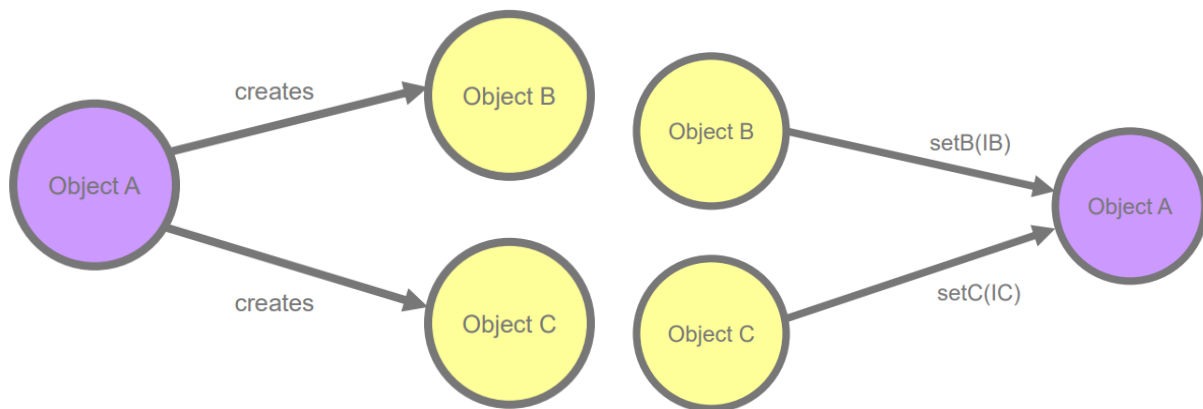 Object A
creates
Object B
creates
Object C
Object B
setB(IB)
Object C
setC(IC)
Object A